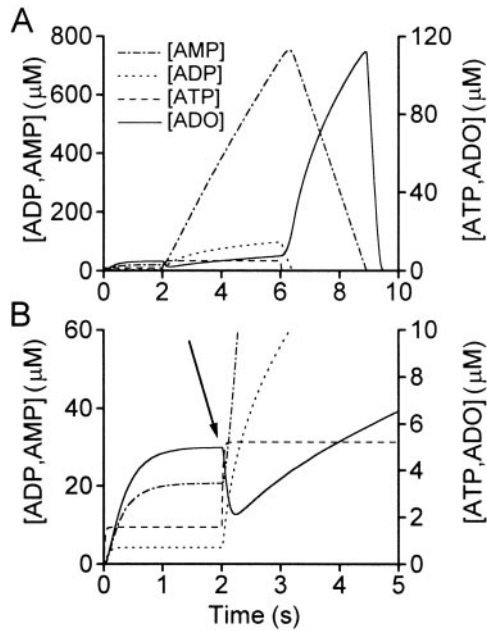 A
800
600
400
200
0
[ADP,AMP] (μM)
[AMP]
[ADP]
[ATP]
[ADO]
120
80
40
0
[ATP,ADO] (μM)
0 2 4 6 8 10
B
60
40
20
0
[ADP,AMP] (μM)
10
8
6
4
2
0
[ATP,ADO] (μM)
0 1 2 3 4 5
Time (s)